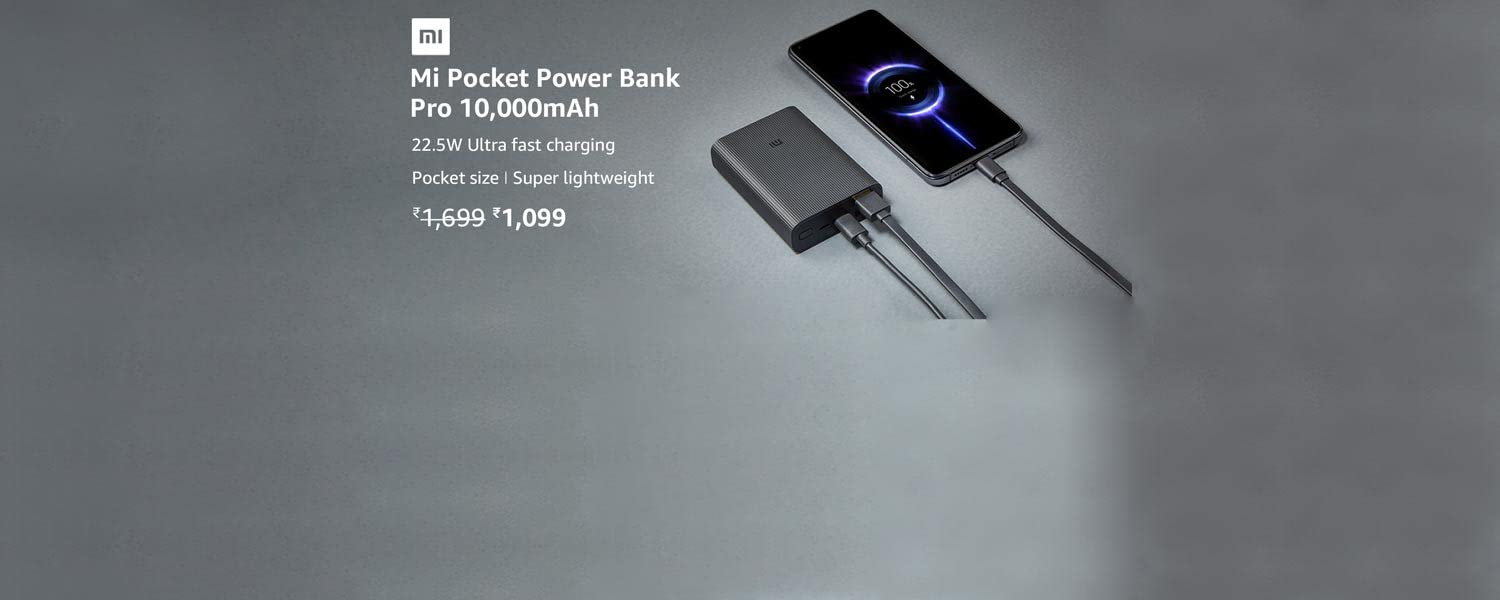 mi
Mi Pocket Power Bank
Pro 10,000mAh
22.5W Ultra fast charging
Pocket size | Super lightweight
₹1,699 ₹1,099
100%